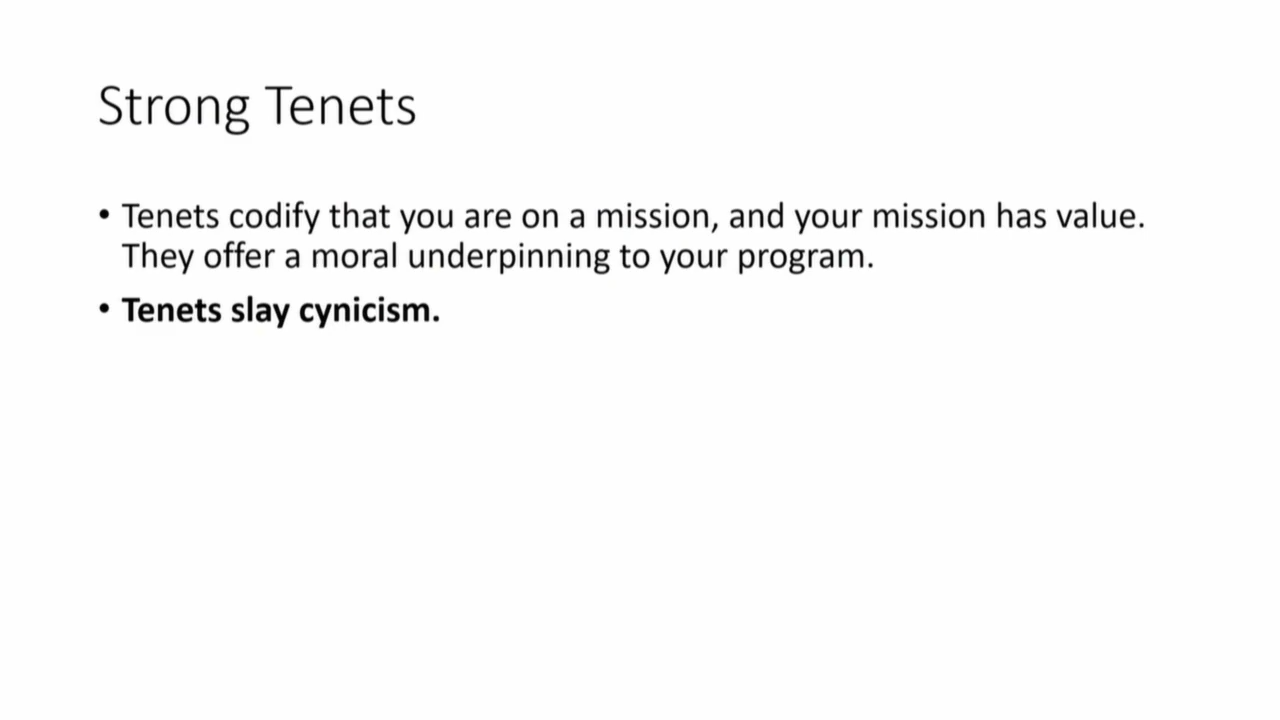 Strong Tenets
• Tenets codify that you are on a mission, and your mission has value.
They offer a moral underpinning to your program.
• Tenets slay cynicism.